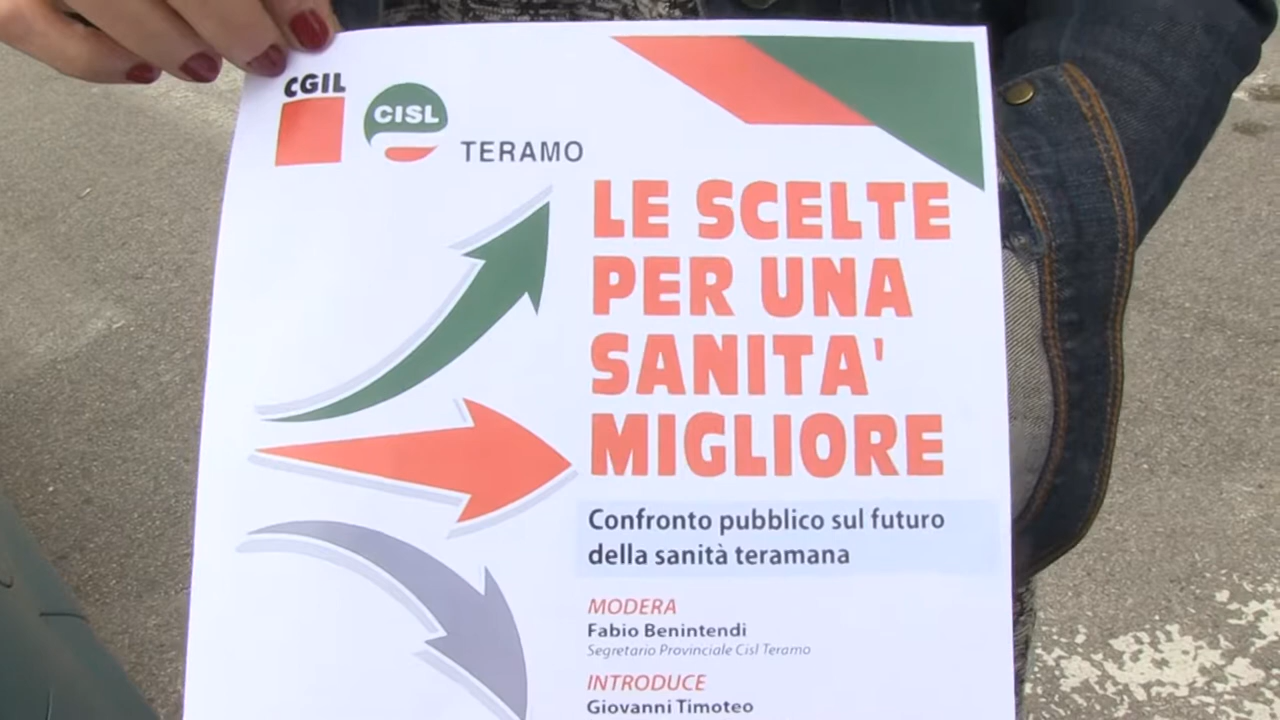 CGIL
CISL
TERAMO
LE SCELTE
PER UNA
SANITA'
MIGLIORE
Confronto pubblico sul futuro
della sanità teramana
MODERA
Fabio Benintendi
Segretario Provinciale Cisl Teramo
INTRODUCE
Giovanni Timoteo